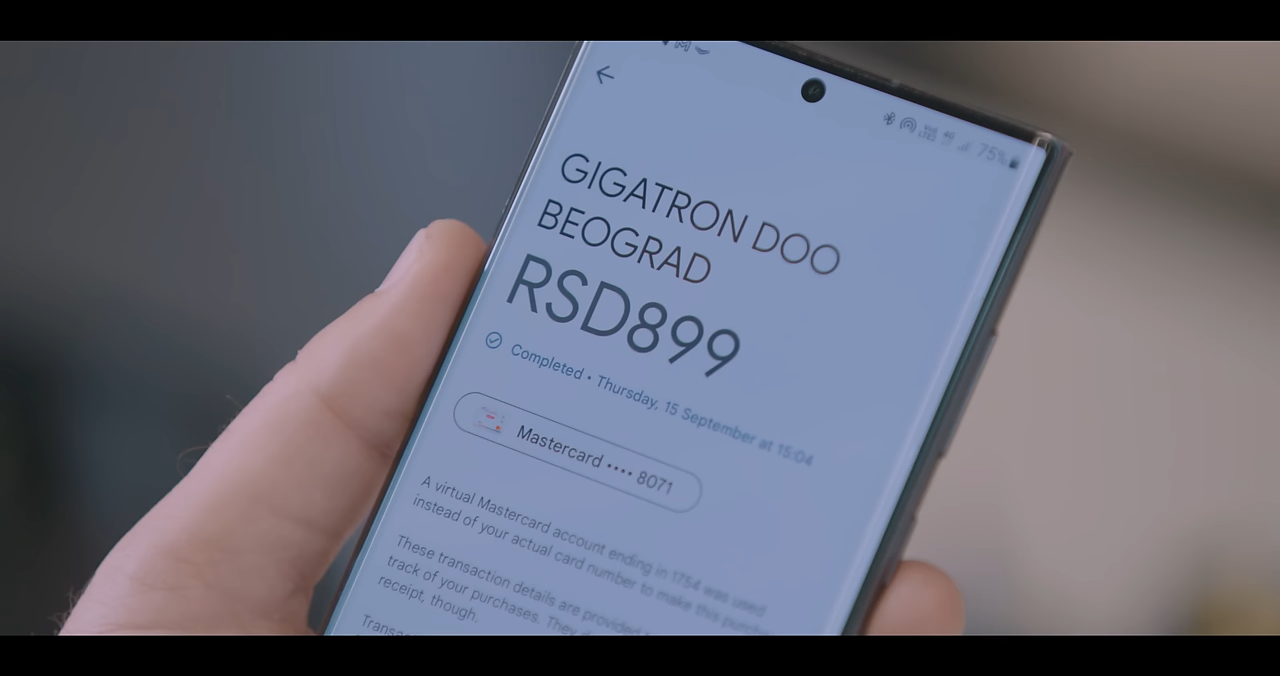 75%
GIGATRON DOO
BEOGRAD
RSD899
Completed • Thursday, 15 September at 15:04
Mastercard •••• 8071
A virtual Mastercard account ending in 1754 was used
instead of your actual card number to make this purchase
These transaction details are provided
track of your purchases. They
receipt, though.